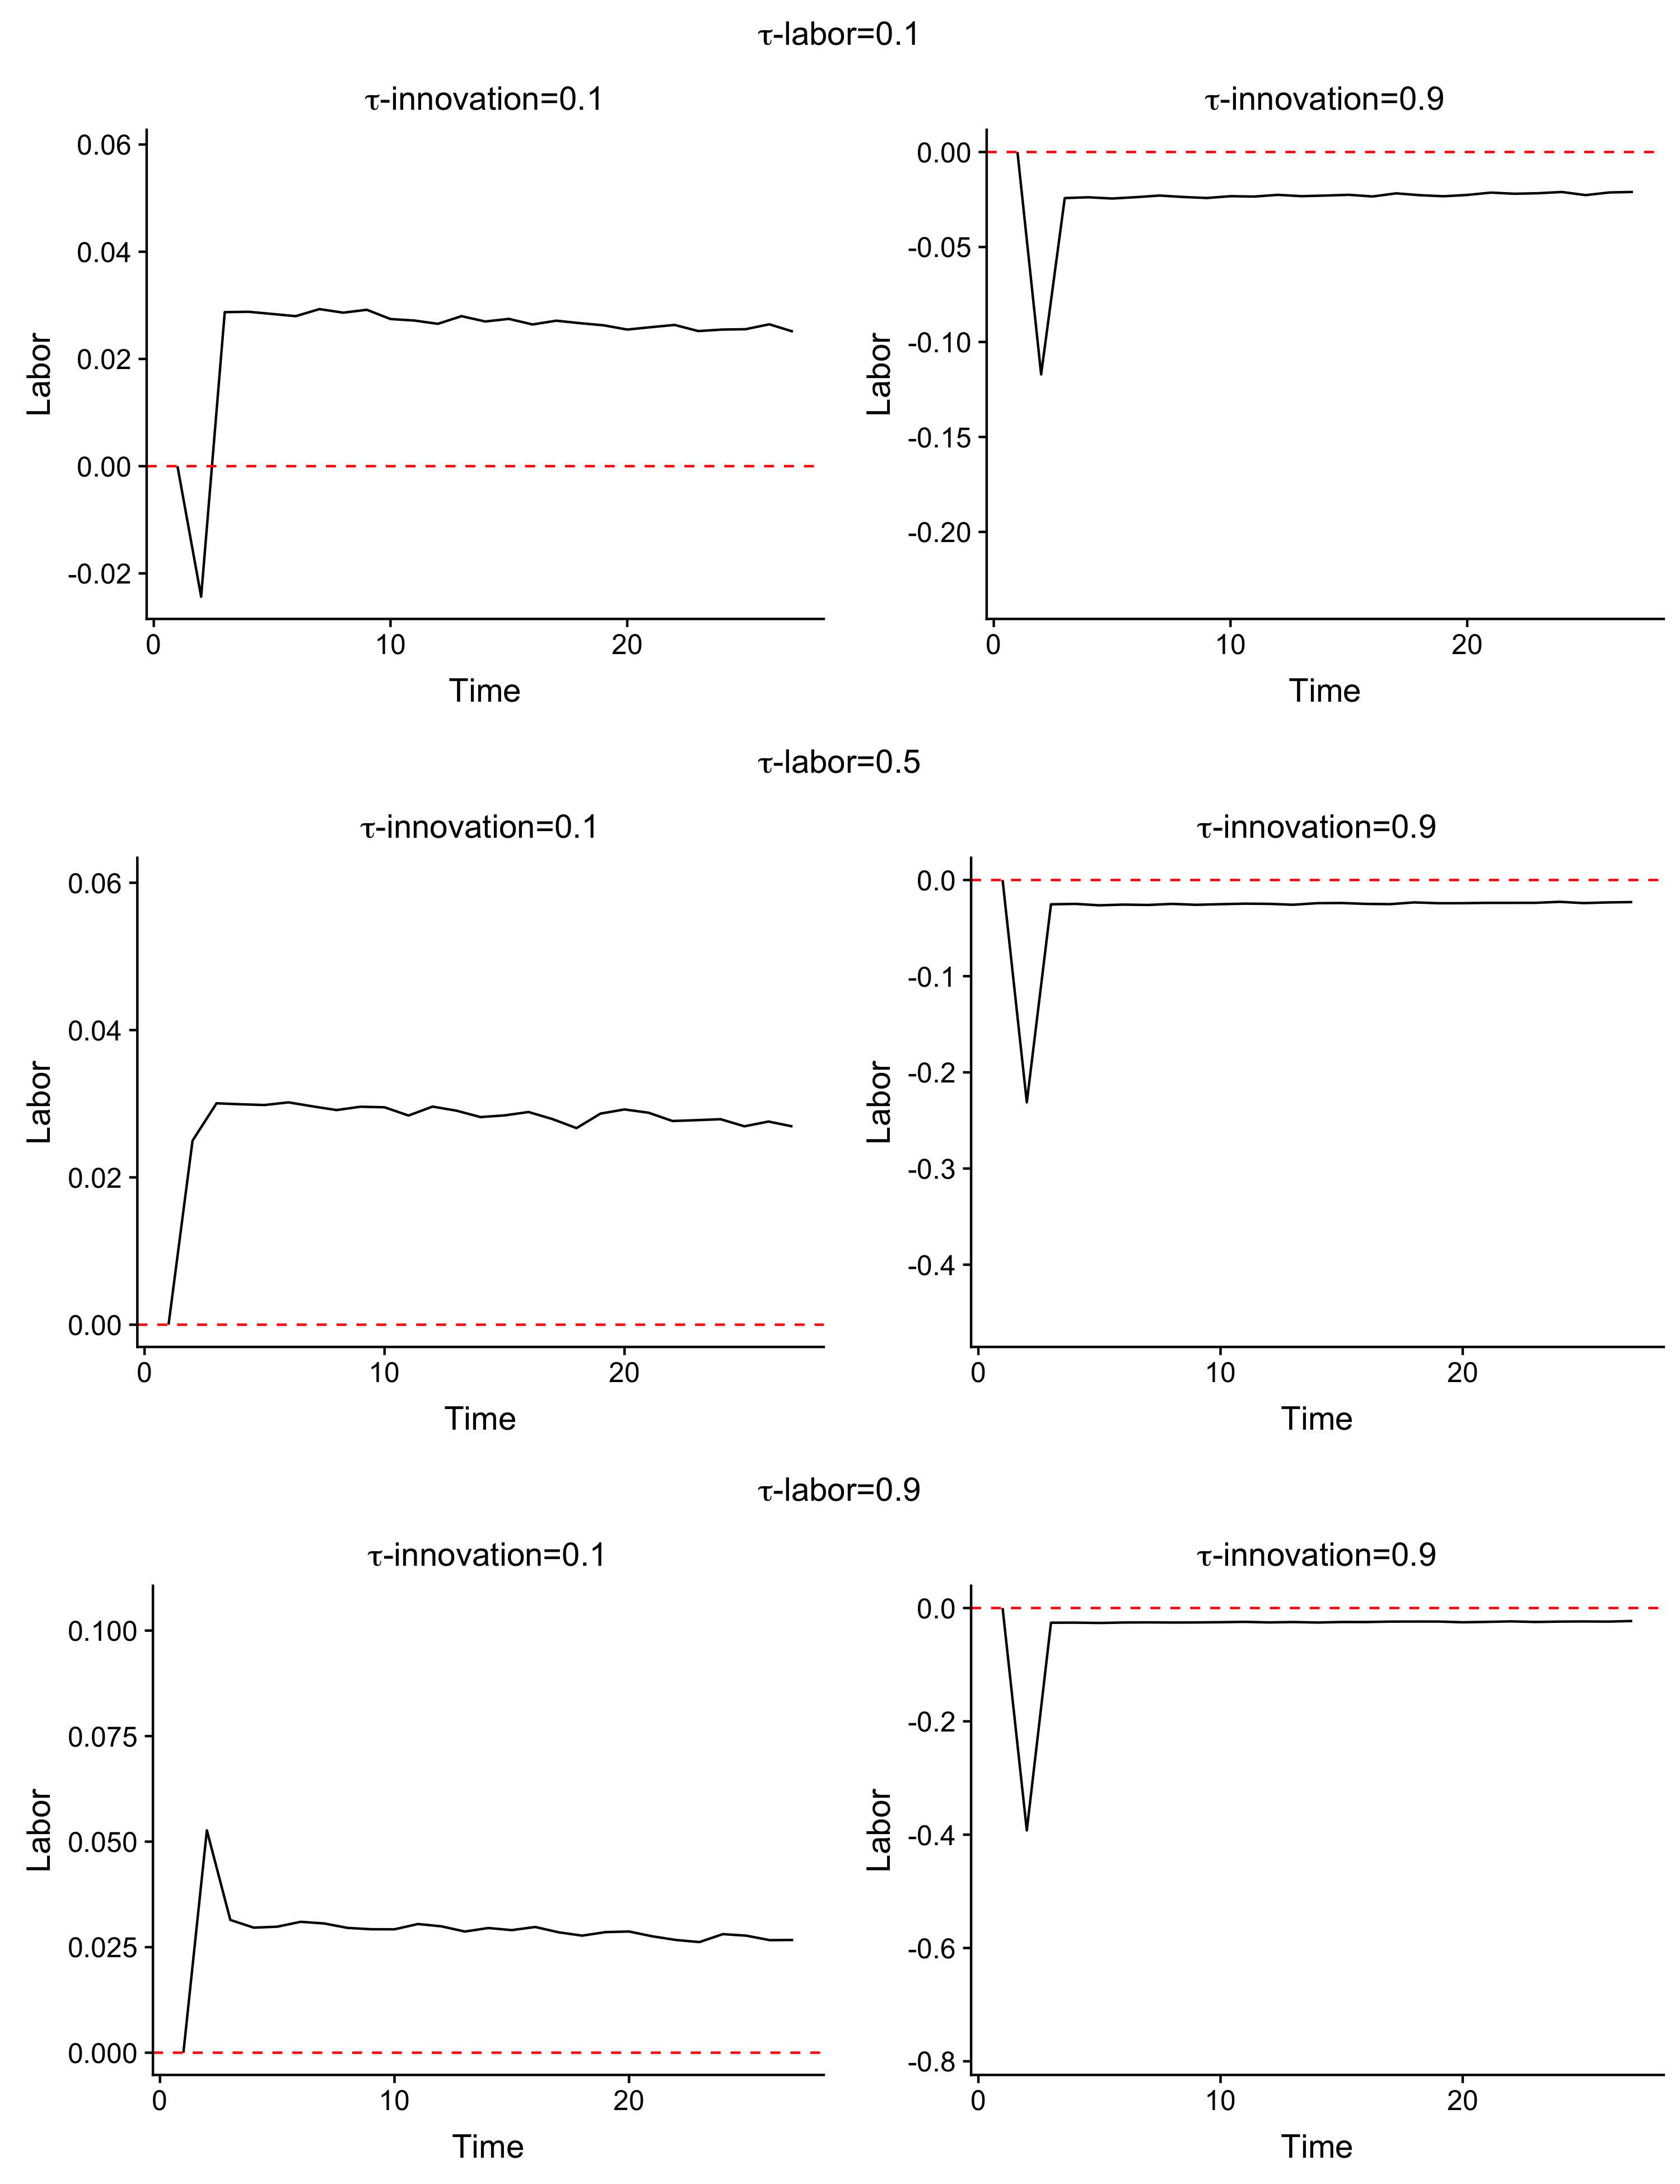 τ-labor=0.1
τ-innovation=0.1
τ-innovation=0.9
0.06
0.04
0.02
0.00
-0.02
Labor
0 10 20
Time
0.00
-0.05
-0.10
-0.15
-0.20
Labor
0 10 20
Time
τ-labor=0.5
τ-innovation=0.1
τ-innovation=0.9
0.06
0.04
0.02
0.00
Labor
0 10 20
Time
0.0
-0.1
-0.2
-0.3
-0.4
Labor
0 10 20
Time
τ-labor=0.9
τ-innovation=0.1
τ-innovation=0.9
0.100
0.075
0.050
0.025
0.000
Labor
0 10 20
Time
0.0
-0.2
-0.4
-0.6
-0.8
Labor
0 10 20
Time